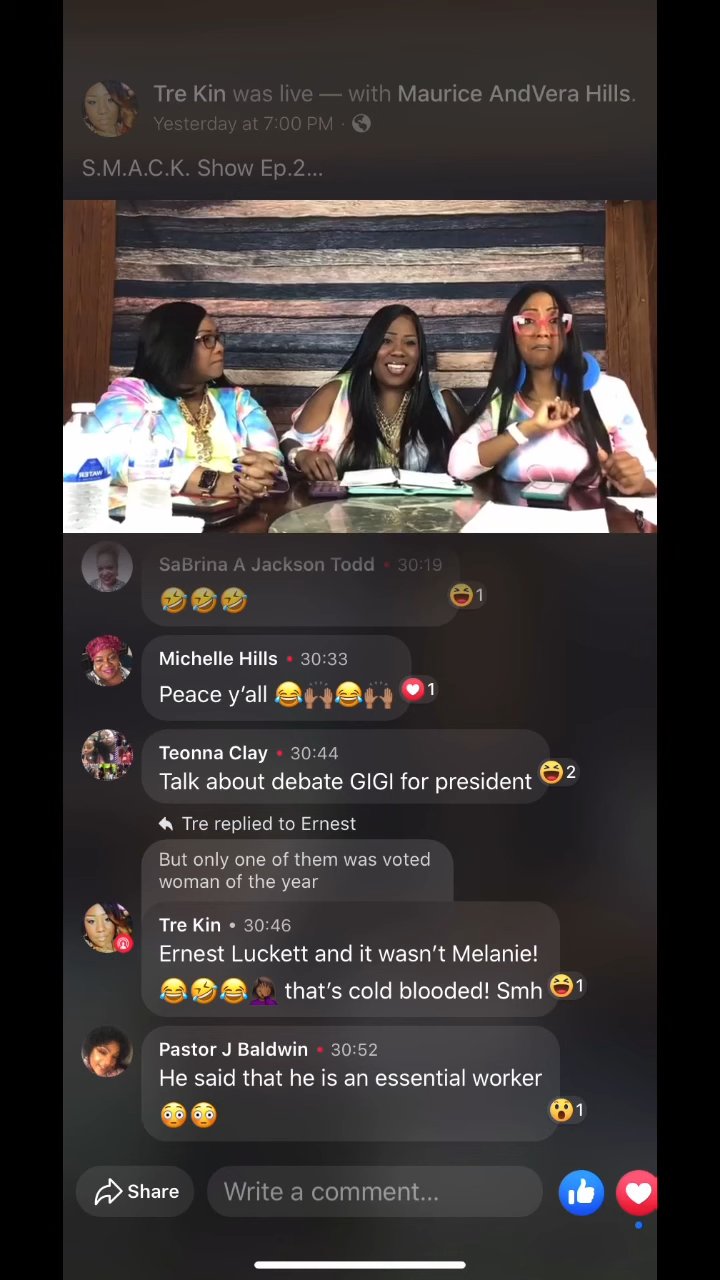 Tre Kin was live — with Maurice AndVera Hills.
Yesterday at 7:00 PM ·
S.M.A.C.K. Show Ep.2...
WATER
SaBrina A Jackson Todd • 30:19
🤣🤣🤣 1
Michelle Hills • 30:33
Peace y'all 😂🙌🏽😂🙌🏽 1
Teonna Clay • 30:44
Talk about debate GIGI for president 2
Tre replied to Ernest
But only one of them was voted
woman of the year
Tre Kin • 30:46
Ernest Luckett and it wasn't Melanie!
😂🤣😂🤦🏾‍♀️ that's cold blooded! Smh 1
Pastor J Baldwin • 30:52
He said that he is an essential worker
😳😳 1
Share Write a comment...